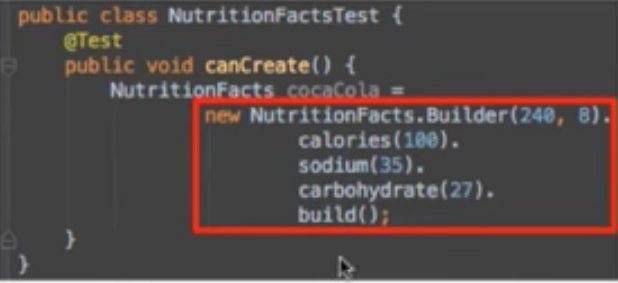 public class NutritionFactsTest {
@Test
public void canCreate() {
NutritionFacts cocaCola =
new NutritionFacts.Builder(240, 8).
calories(100).
sodium(35).
carbohydrate(27).
build();
}
}